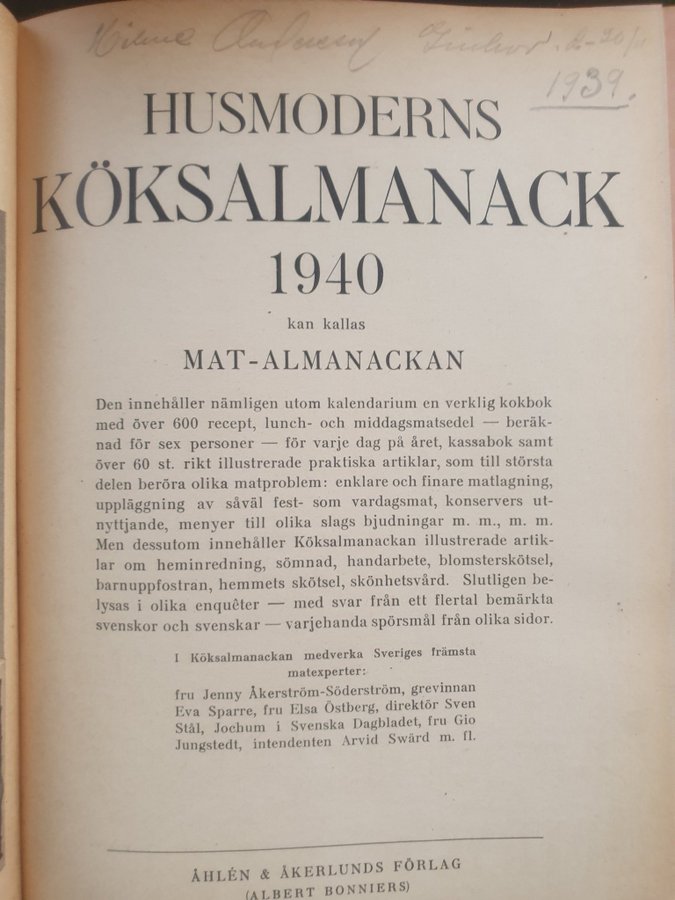 1939.
HUSMODERNS
KÖKSALMANACK
1940
kan kallas
MAT-ALMANACKAN
Den innehåller nämligen utom kalendarium en verklig kokbok
med över 600 recept, lunch- och middagsmatsedel — beräk-
nad för sex personer — för varje dag på året, kassabok samt
över 60 st. rikt illustrerade praktiska artiklar, som till största
delen beröra olika matproblem: enklare och finare matlagning,
uppläggning av såväl fest- som vardagsmat, konservers ut-
nyttjande, menyer till olika slags bjudningar m. m., m. m.
Men dessutom innehåller Köksalmanackan illustrerade artik-
lar om heminredning, sömnad, handarbete, blomsterskötsel,
barnuppfostran, hemmets skötsel, skönhetsvård. Slutligen be-
lysas i olika enquêter — med svar från ett flertal bemärkta
svenskor och svenskar — varjehanda spörsmål från olika sidor.
I Köksalmanackan medverka Sveriges främsta
matexperter:
fru Jenny Åkerström-Söderström, grevinnan
Eva Sparre, fru Elsa Östberg, direktör Sven
Stål, Jochum i Svenska Dagbladet, fru Gio
Jungstedt, intendenten Arvid Swärd m. fl.
ÅHLÉN & ÅKERLUNDS FÖRLAG
(ALBERT BONNIERS)